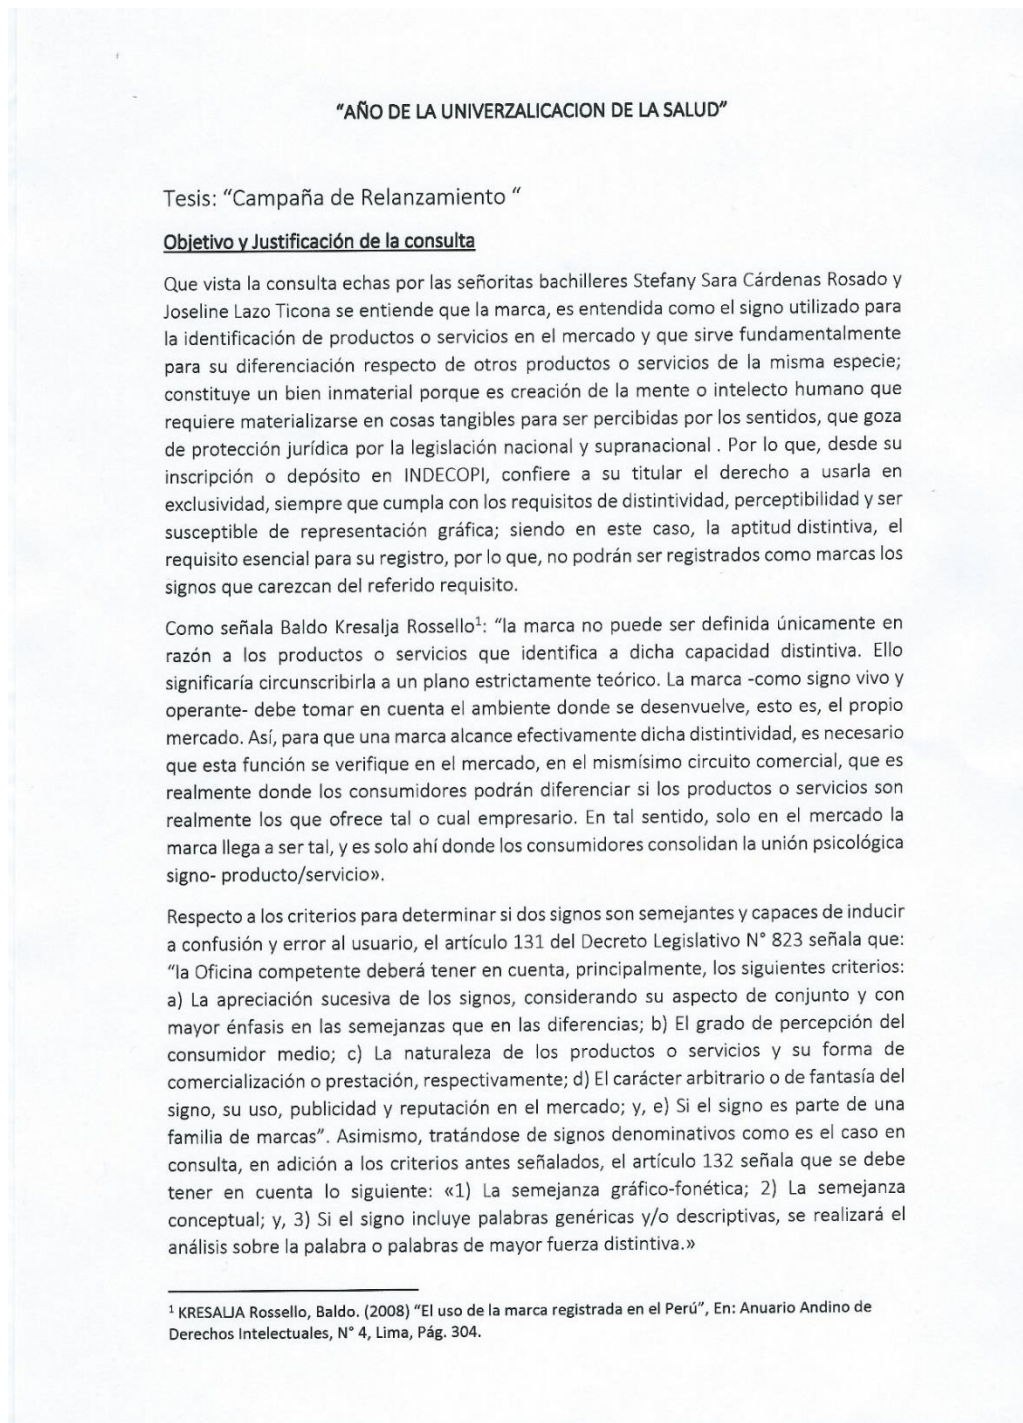 “AÑO DE LA UNIVERZALICACION DE LA SALUD”
Tesis: “Campaña de Relanzamiento “
Objetivo y Justificación de la consulta
Que vista la consulta echas por las señoritas bachilleres Stefany Sara Cárdenas Rosado y
Joseline Lazo Ticona se entiende que la marca, es entendida como el signo utilizado para
la identificación de productos o servicios en el mercado y que sirve fundamentalmente
para su diferenciación respecto de otros productos o servicios de la misma especie;
constituye un bien inmaterial porque es creación de la mente o intelecto humano que
requiere materializarse en cosas tangibles para ser percibidas por los sentidos, que goza
de protección jurídica por la legislación nacional y supranacional . Por lo que, desde su
inscripción o depósito en INDECOPI, confiere a su titular el derecho a usarla en
exclusividad, siempre que cumpla con los requisitos de distintividad, perceptibilidad y ser
susceptible de representación gráfica; siendo en este caso, la aptitud distintiva, el
requisito esencial para su registro, por lo que, no podrán ser registrados como marcas los
signos que carezcan del referido requisito.
Como señala Baldo Kresalja Rossello¹: “la marca no puede ser definida únicamente en
razón a los productos o servicios que identifica a dicha capacidad distintiva. Ello
significaría circunscribirla a un plano estrictamente teórico. La marca -como signo vivo y
operante- debe tomar en cuenta el ambiente donde se desenvuelve, esto es, el propio
mercado. Así, para que una marca alcance efectivamente dicha distintividad, es necesario
que esta función se verifique en el mercado, en el mismísimo circuito comercial, que es
realmente donde los consumidores podrán diferenciar si los productos o servicios son
realmente los que ofrece tal o cual empresario. En tal sentido, solo en el mercado la
marca llega a ser tal, y es solo ahí donde los consumidores consolidan la unión psicológica
signo- producto/servicio».
Respecto a los criterios para determinar si dos signos son semejantes y capaces de inducir
a confusión y error al usuario, el artículo 131 del Decreto Legislativo N° 823 señala que:
“la Oficina competente deberá tener en cuenta, principalmente, los siguientes criterios:
a) La apreciación sucesiva de los signos, considerando su aspecto de conjunto y con
mayor énfasis en las semejanzas que en las diferencias; b) El grado de percepción del
consumidor medio; c) La naturaleza de los productos o servicios y su forma de
comercialización o prestación, respectivamente; d) El carácter arbitrario o de fantasía del
signo, su uso, publicidad y reputación en el mercado; y, e) Si el signo es parte de una
familia de marcas”. Asimismo, tratándose de signos denominativos como es el caso en
consulta, en adición a los criterios antes señalados, el artículo 132 señala que se debe
tener en cuenta lo siguiente: «1) La semejanza gráfico-fonética; 2) La semejanza
conceptual; y, 3) Si el signo incluye palabras genéricas y/o descriptivas, se realizará el
análisis sobre la palabra o palabras de mayor fuerza distintiva.»
¹ KRESALJA Rossello, Baldo. (2008) “El uso de la marca registrada en el Perú”, En: Anuario Andino de
Derechos Intelectuales, N° 4, Lima, Pág. 304.